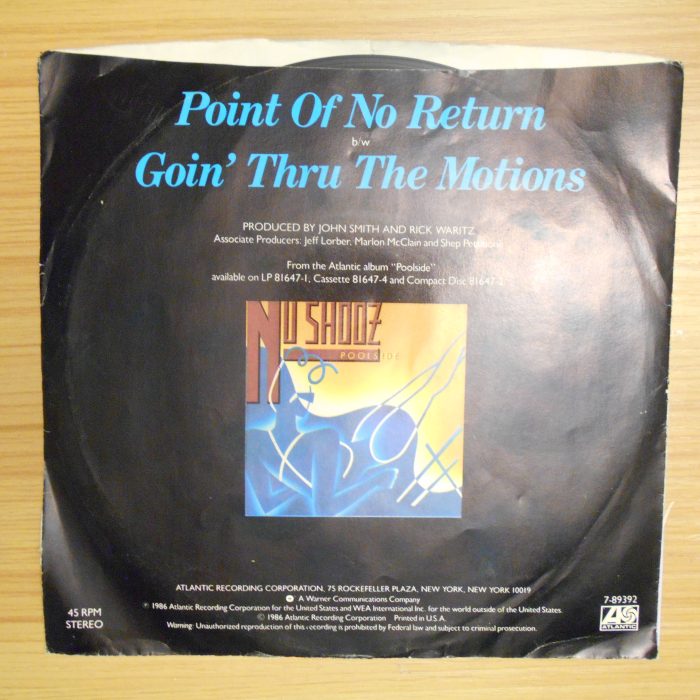 Point Of No Return
b/w
Goin' Thru The Motions
PRODUCED BY JOHN SMITH AND RICK WARITZ
Associate Producers: Jeff Lorber, Marlon McClain and Shep Pettibone
From the Atlantic album "Poolside"
available on LP 81647-1, Cassette 81647-4 and Compact Disc 81647-2
NU SHOOZ
POOLSIDE
ATLANTIC RECORDING CORPORATION, 75 ROCKEFELLER PLAZA, NEW YORK, NEW YORK 10019
A Warner Communications Company
℗ 1986 Atlantic Recording Corporation for the United States and WEA International Inc. for the world outside of the United States.
© 1986 Atlantic Recording Corporation Printed in U.S.A.
Warning: Unauthorized reproduction of this recording is prohibited by Federal law and subject to criminal prosecution.
45 RPM
STEREO
7-89392
ATLANTIC